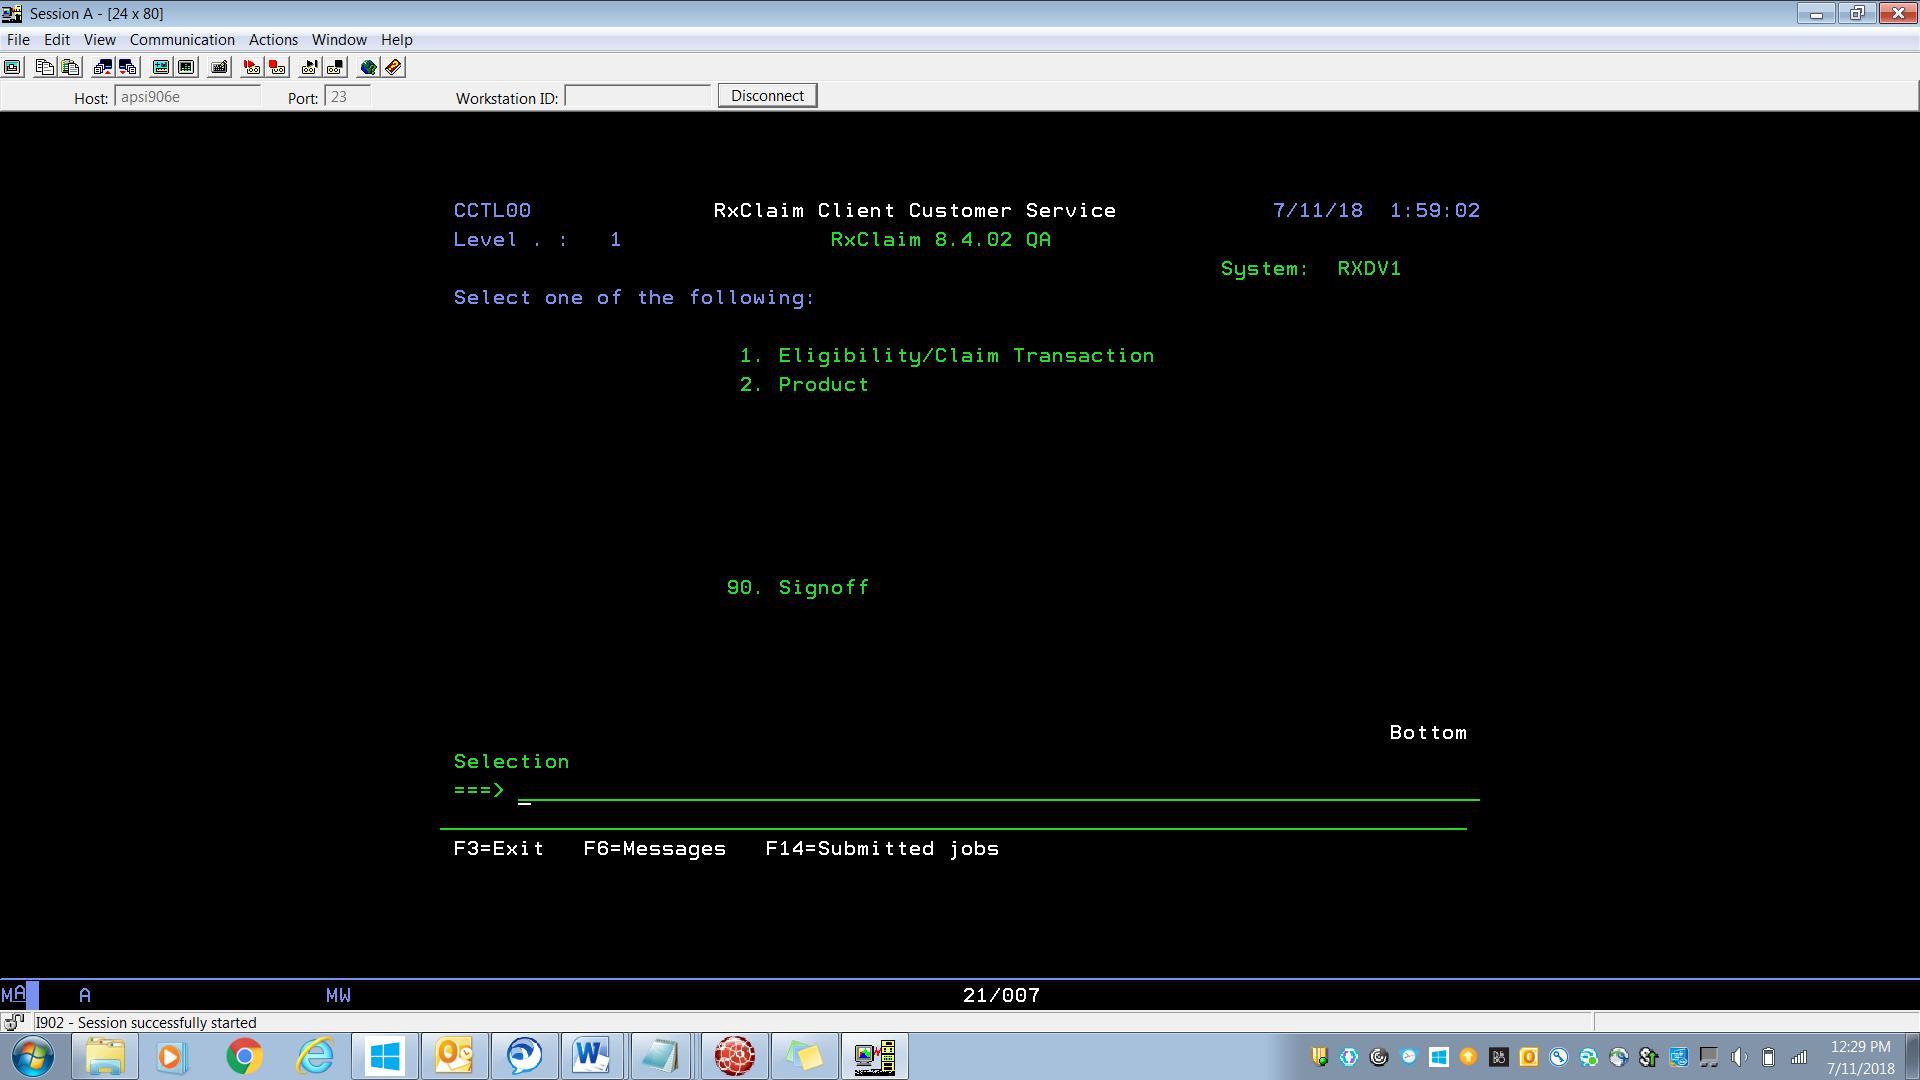 Session A - [24 x 80]
File Edit View Communication Actions Window Help
Host: apsi906e Port: 23 Workstation ID: Disconnect
CCTL00 RxClaim Client Customer Service 7/11/18 1:59:02
Level . : 1 RxClaim 8.4.02 QA
System: RXDV1
Select one of the following:
1. Eligibility/Claim Transaction
2. Product
90. Signoff
Bottom
Selection
===>
F3=Exit F6=Messages F14=Submitted jobs
MA A MW 21/007
I902 - Session successfully started
12:29 PM
7/11/2018